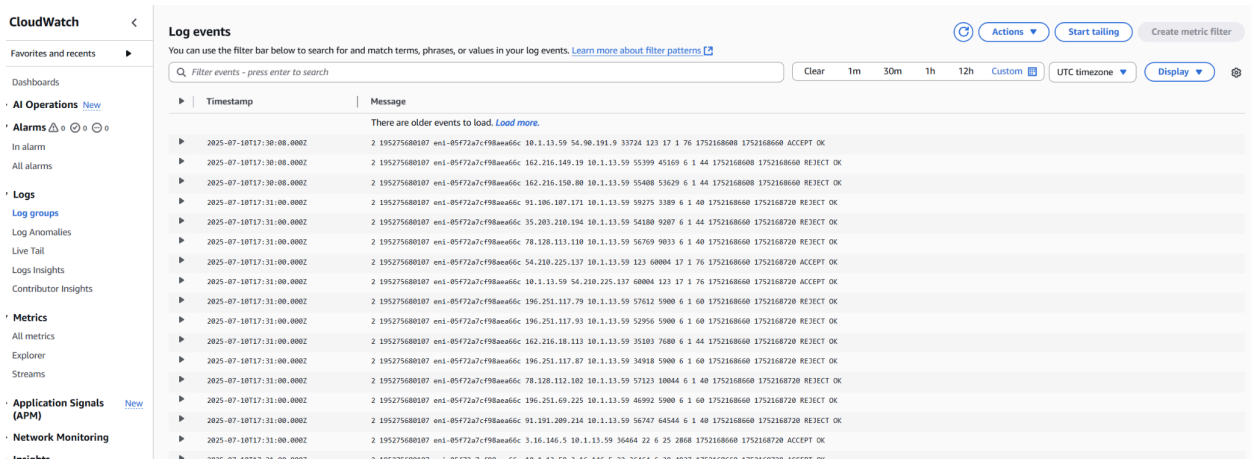 CloudWatch
Favorites and recents
Dashboards
AI Operations New
Alarms 0 0 0
In alarm
All alarms
Logs
Log groups
Log Anomalies
Live Tail
Logs Insights
Contributor Insights
Metrics
All metrics
Explorer
Streams
Application Signals (APM) New
Network Monitoring
Insights
Log events
Actions
Start tailing
Create metric filter
You can use the filter bar below to search for and match terms, phrases, or values in your log events. Learn more about filter patterns
Filter events - press enter to search
Clear 1m 30m 1h 12h Custom
UTC timezone
Display
Timestamp Message
There are older events to load. Load more.
2025-07-10T17:30:08.000Z 2 195275680107 eni-05f72a7cf98aea66c 10.1.13.59 54.90.191.9 33724 123 17 1 76 1752168608 1752168660 ACCEPT OK
2025-07-10T17:30:08.000Z 2 195275680107 eni-05f72a7cf98aea66c 162.216.149.19 10.1.13.59 55399 45169 6 1 44 1752168608 1752168660 REJECT OK
2025-07-10T17:30:08.000Z 2 195275680107 eni-05f72a7cf98aea66c 162.216.150.80 10.1.13.59 55408 53629 6 1 44 1752168608 1752168660 REJECT OK
2025-07-10T17:31:00.000Z 2 195275680107 eni-05f72a7cf98aea66c 91.106.107.171 10.1.13.59 59275 3389 6 1 40 1752168660 1752168720 REJECT OK
2025-07-10T17:31:00.000Z 2 195275680107 eni-05f72a7cf98aea66c 35.203.210.194 10.1.13.59 54180 9207 6 1 44 1752168660 1752168720 REJECT OK
2025-07-10T17:31:00.000Z 2 195275680107 eni-05f72a7cf98aea66c 78.128.113.110 10.1.13.59 56769 9033 6 1 40 1752168660 1752168720 REJECT OK
2025-07-10T17:31:00.000Z 2 195275680107 eni-05f72a7cf98aea66c 54.210.225.137 10.1.13.59 123 60004 17 1 76 1752168660 1752168720 ACCEPT OK
2025-07-10T17:31:00.000Z 2 195275680107 eni-05f72a7cf98aea66c 10.1.13.59 54.210.225.137 60004 123 17 1 76 1752168660 1752168720 ACCEPT OK
2025-07-10T17:31:00.000Z 2 195275680107 eni-05f72a7cf98aea66c 196.251.117.79 10.1.13.59 57612 5900 6 1 60 1752168660 1752168720 REJECT OK
2025-07-10T17:31:00.000Z 2 195275680107 eni-05f72a7cf98aea66c 196.251.117.93 10.1.13.59 52956 5900 6 1 60 1752168660 1752168720 REJECT OK
2025-07-10T17:31:00.000Z 2 195275680107 eni-05f72a7cf98aea66c 162.216.18.113 10.1.13.59 35103 7680 6 1 44 1752168660 1752168720 REJECT OK
2025-07-10T17:31:00.000Z 2 195275680107 eni-05f72a7cf98aea66c 196.251.117.87 10.1.13.59 34918 5900 6 1 60 1752168660 1752168720 REJECT OK
2025-07-10T17:31:00.000Z 2 195275680107 eni-05f72a7cf98aea66c 78.128.112.102 10.1.13.59 57123 10044 6 1 40 1752168660 1752168720 REJECT OK
2025-07-10T17:31:00.000Z 2 195275680107 eni-05f72a7cf98aea66c 196.251.69.225 10.1.13.59 46992 5900 6 1 60 1752168660 1752168720 REJECT OK
2025-07-10T17:31:00.000Z 2 195275680107 eni-05f72a7cf98aea66c 91.191.209.214 10.1.13.59 56747 64544 6 1 40 1752168660 1752168720 REJECT OK
2025-07-10T17:31:00.000Z 2 195275680107 eni-05f72a7cf98aea66c 3.16.146.5 10.1.13.59 36464 22 6 25 2868 1752168660 1752168720 ACCEPT OK